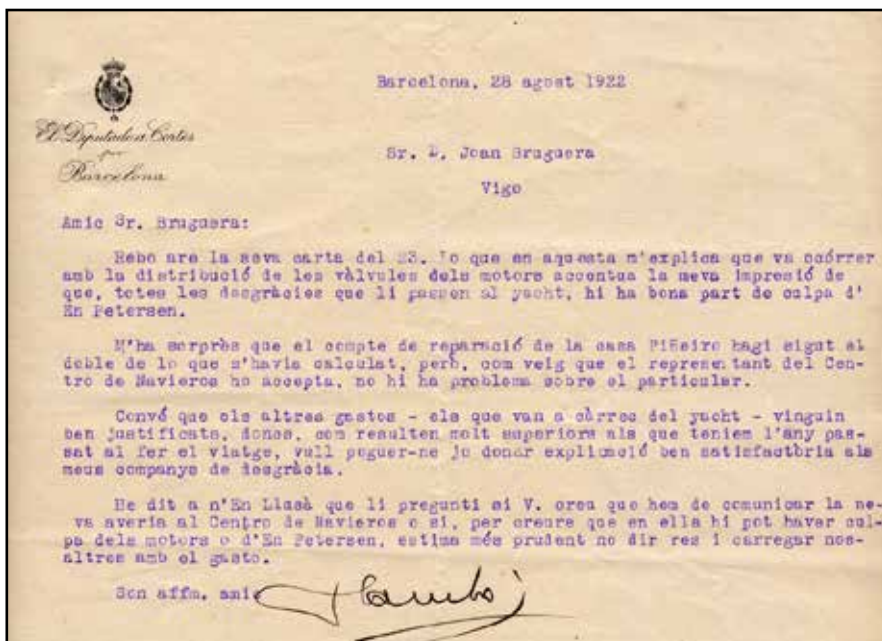 Barcelona, 28 agost 1922
El Diputado a Cortes
por
Barcelona
Sr. D. Joan Bruguera
Vigo
Amic Sr. Bruguera:
Rebo are la seva carta del 23. Lo que en aquesta m'explica que va ocórrer
amb la distribució de les vàlvules dels motors accentua la meva impresió de
que, totes les desgràcies que li passen al yacht, hi ha bona part de culpa d'
En Petersen.
M'ha sorprès que el compte de reparació de la casa Piñeiro hagi sigut el
doble de lo que s'havia calculat, però, com veig que el representant del Cen-
tro de Navieros ho accepta, no hi ha problema sobre el particular.
Convé que els altres gastos - els que van a càrrec del yacht - vinguin
ben justificats, doncs, com resulten molt superiors als que teniem l'any pas-
sat al fer el viatge, vull poguer-ne jo donar explicació ben satisfactòria als
meus companys de desgràcia.
He dit a n'En Llasà que li pregunti si V. creu que hem de comunicar la ne-
va averia al Centro de Navieros o si, per creure que en ella hi pot haver cul-
pa dels motors o d'En Petersen, estima més prudent no dir res i carregar nos-
altres amb el gasto.
Son affm. amic
F Cambó